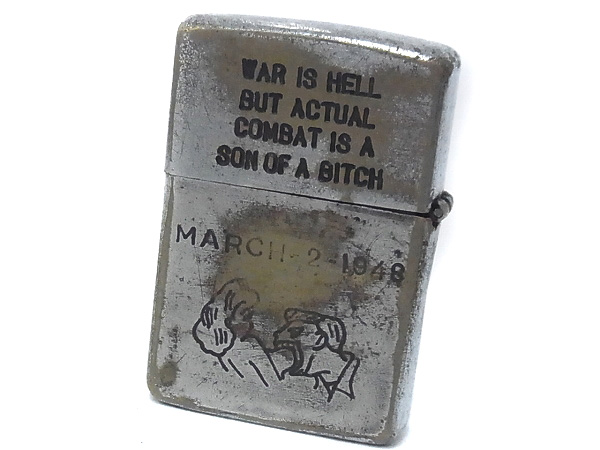 WAR IS HELL
BUT ACTUAL
COMBAT IS A
SON OF A BITCH
MARCH-2-1948